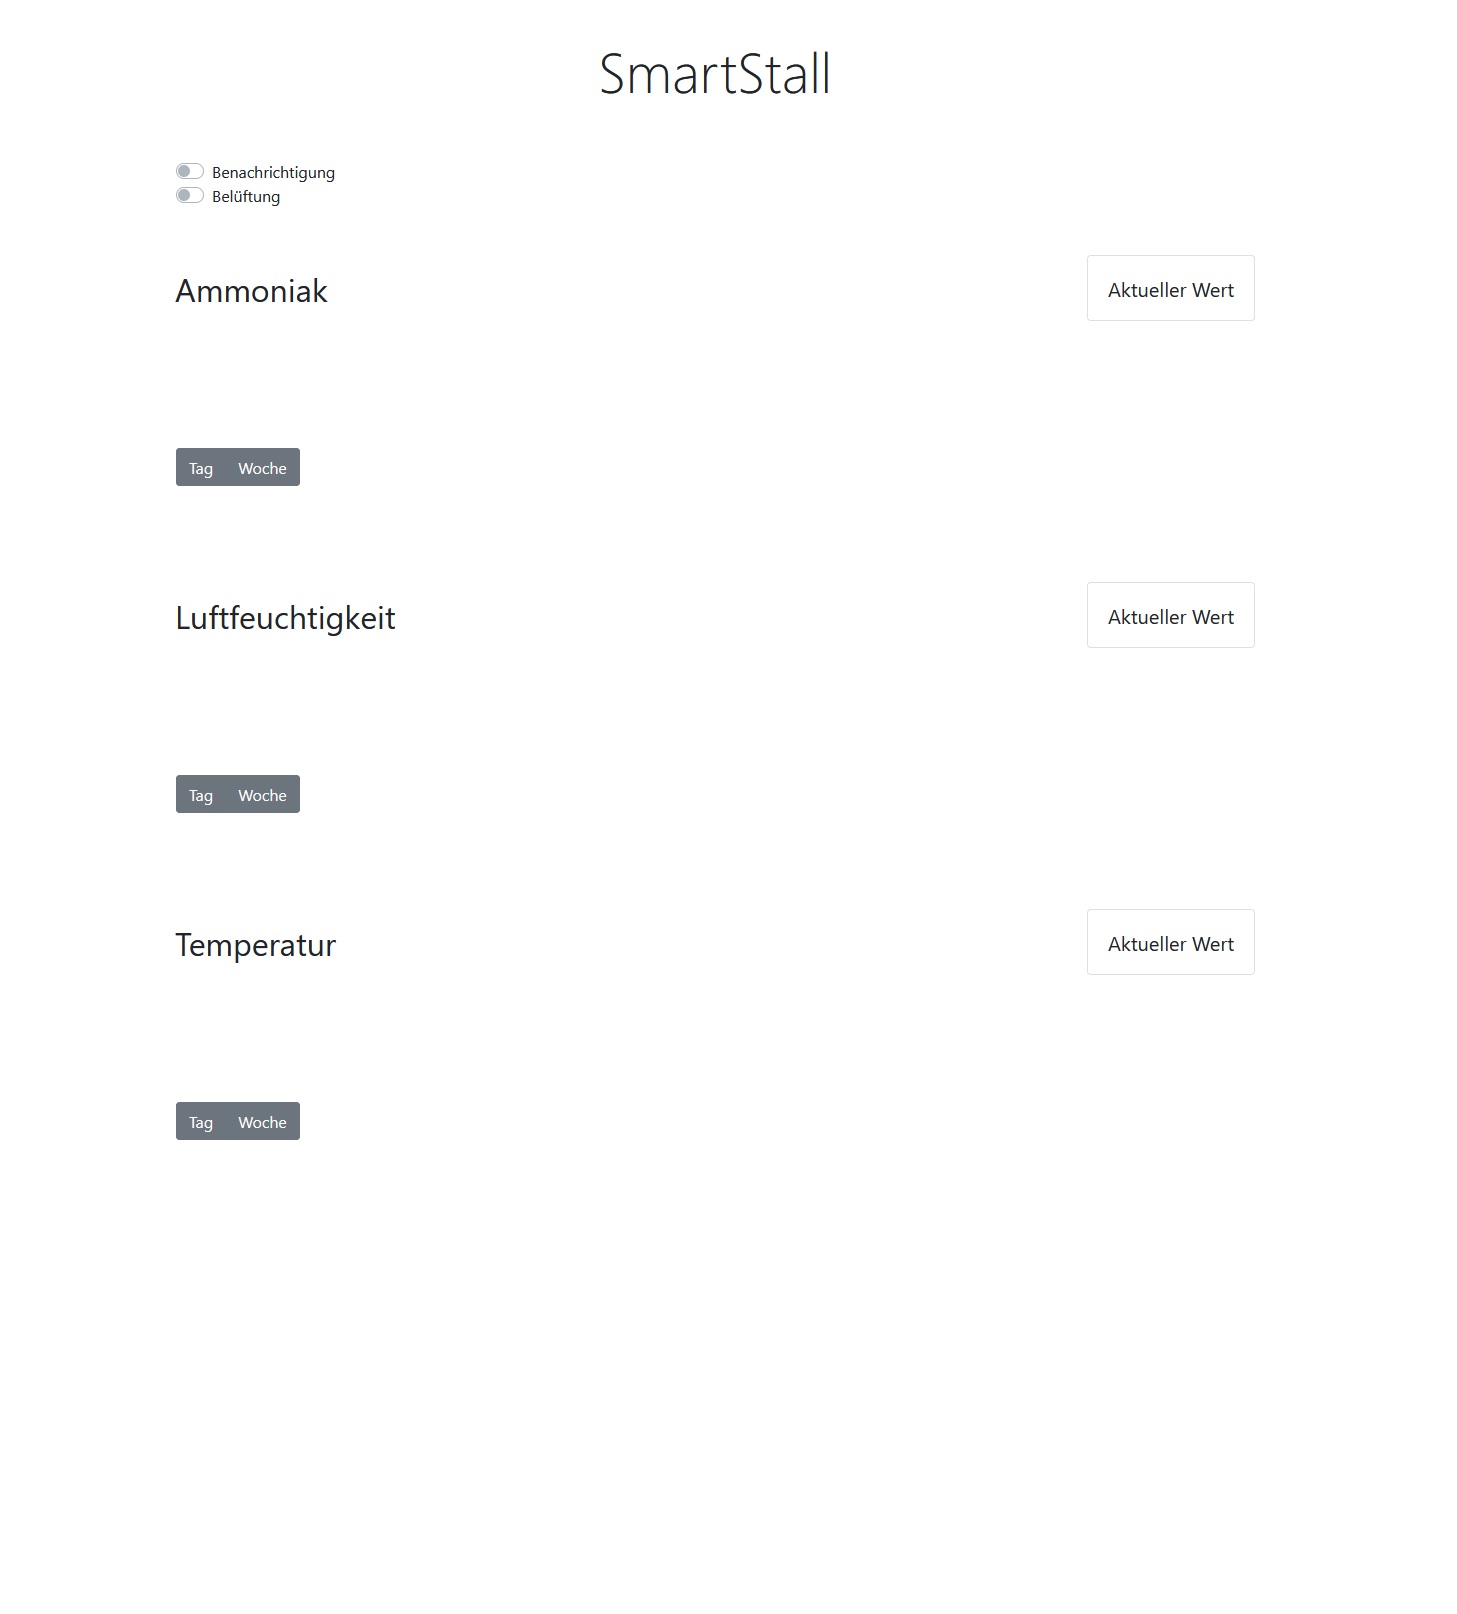 SmartStall
Benachrichtigung
Belüftung
Ammoniak
Aktueller Wert
Tag Woche
Luftfeuchtigkeit
Aktueller Wert
Tag Woche
Temperatur
Aktueller Wert
Tag Woche